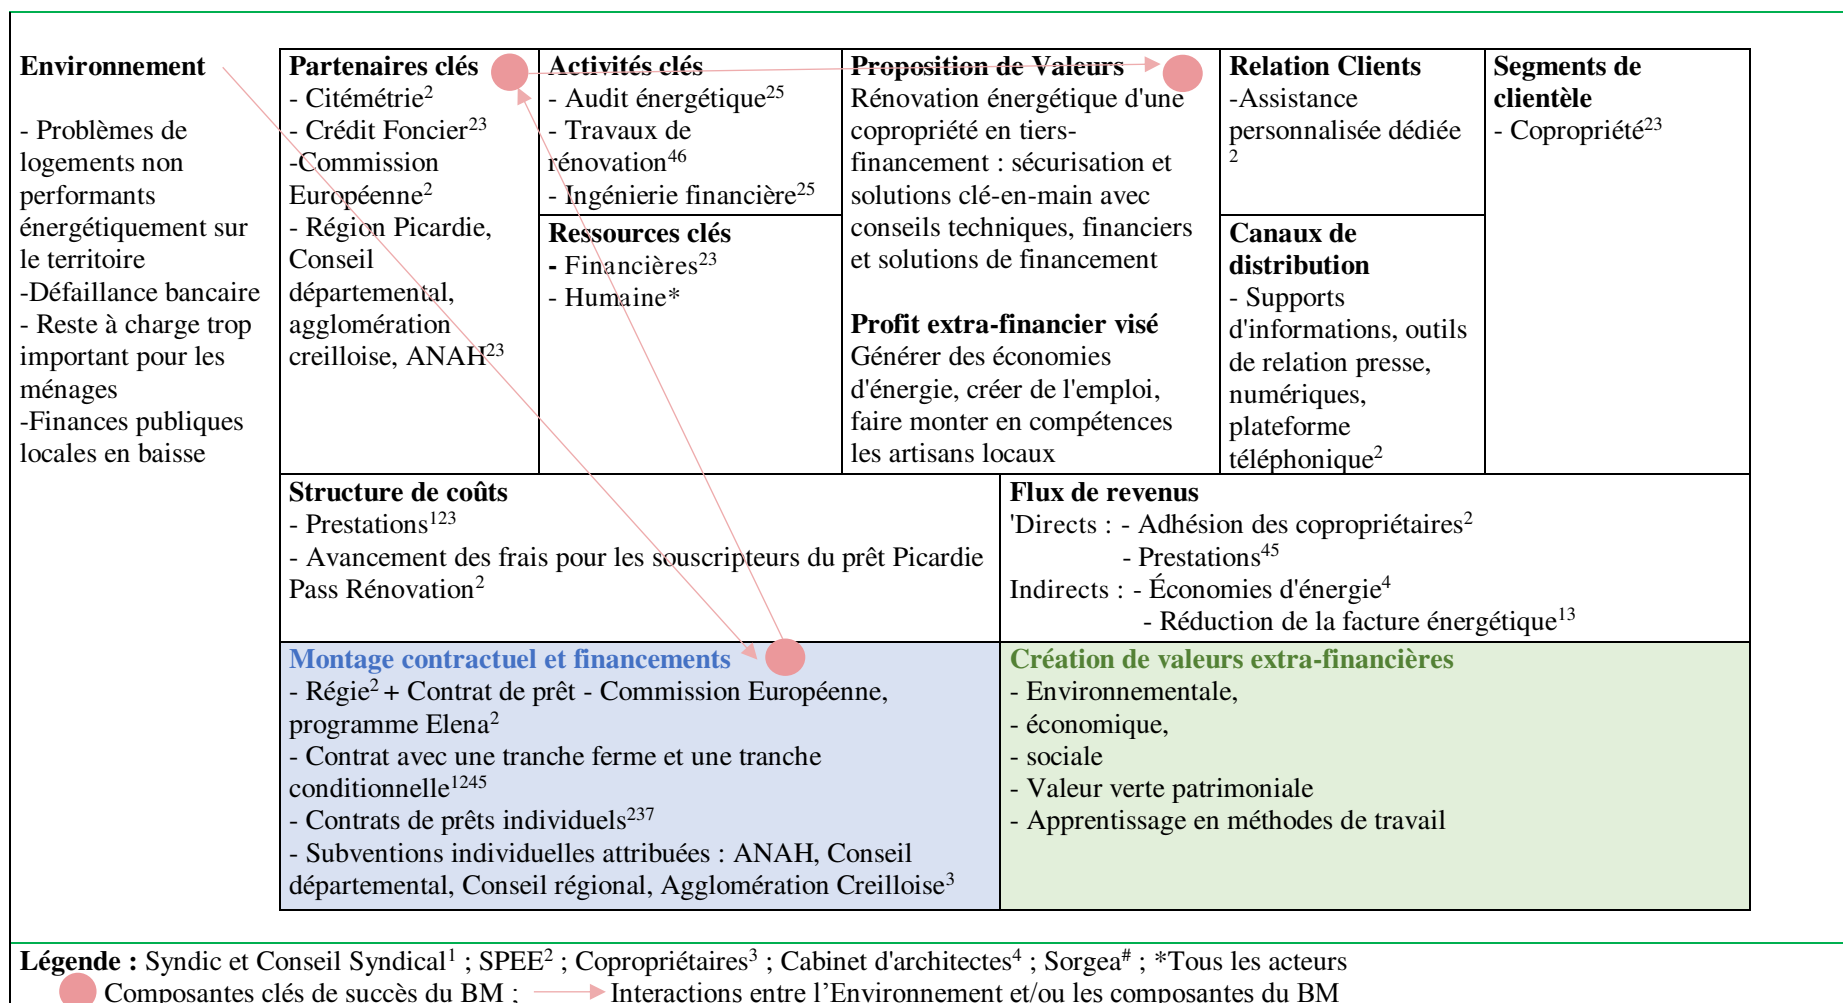 Environnement
- Problèmes de
logements non
performants
énergétiquement sur
le territoire
-Défaillance bancaire
- Reste à charge trop
important pour les
ménages
-Finances publiques
locales en baisse
Partenaires clés
- Citémétrie²
- Crédit Foncier²³
-Commission
Européenne²
- Région Picardie,
Conseil
départemental,
agglomération
creilloise, ANAH²³
Activités clés
- Audit énergétique²⁵
- Travaux de
rénovation⁴⁶
- Ingénierie financière²⁵
Ressources clés
- Financières²³
- Humaine*
Proposition de Valeurs
Rénovation énergétique d'une
copropriété en tiers-
financement : sécurisation et
solutions clé-en-main avec
conseils techniques, financiers
et solutions de financement
Profit extra-financier visé
Générer des économies
d'énergie, créer de l'emploi,
faire monter en compétences
les artisans locaux
Relation Clients
-Assistance
personnalisée dédiée
²
Canaux de
distribution
- Supports
d'informations, outils
de relation presse,
numériques,
plateforme
téléphonique²
Segments de
clientèle
- Copropriété²³
Structure de coûts
- Prestations¹²³
- Avancement des frais pour les souscripteurs du prêt Picardie
Pass Rénovation²
Flux de revenus
'Directs : - Adhésion des copropriétaires²
- Prestations⁴⁵
Indirects : - Économies d'énergie⁴
- Réduction de la facture énergétique¹³
Montage contractuel et financements
- Régie² + Contrat de prêt - Commission Européenne,
programme Elena²
- Contrat avec une tranche ferme et une tranche
conditionnelle¹²⁴⁵
- Contrats de prêts individuels²³⁷
- Subventions individuelles attribuées : ANAH, Conseil
départemental, Conseil régional, Agglomération Creilloise³
Création de valeurs extra-financières
- Environnementale,
- économique,
- sociale
- Valeur verte patrimoniale
- Apprentissage en méthodes de travail
Légende : Syndic et Conseil Syndical¹ ; SPEE² ; Copropriétaires³ ; Cabinet d'architectes⁴ ; Sorgea# ; *Tous les acteurs
Composantes clés de succès du BM ; Interactions entre l'Environnement et/ou les composantes du BM